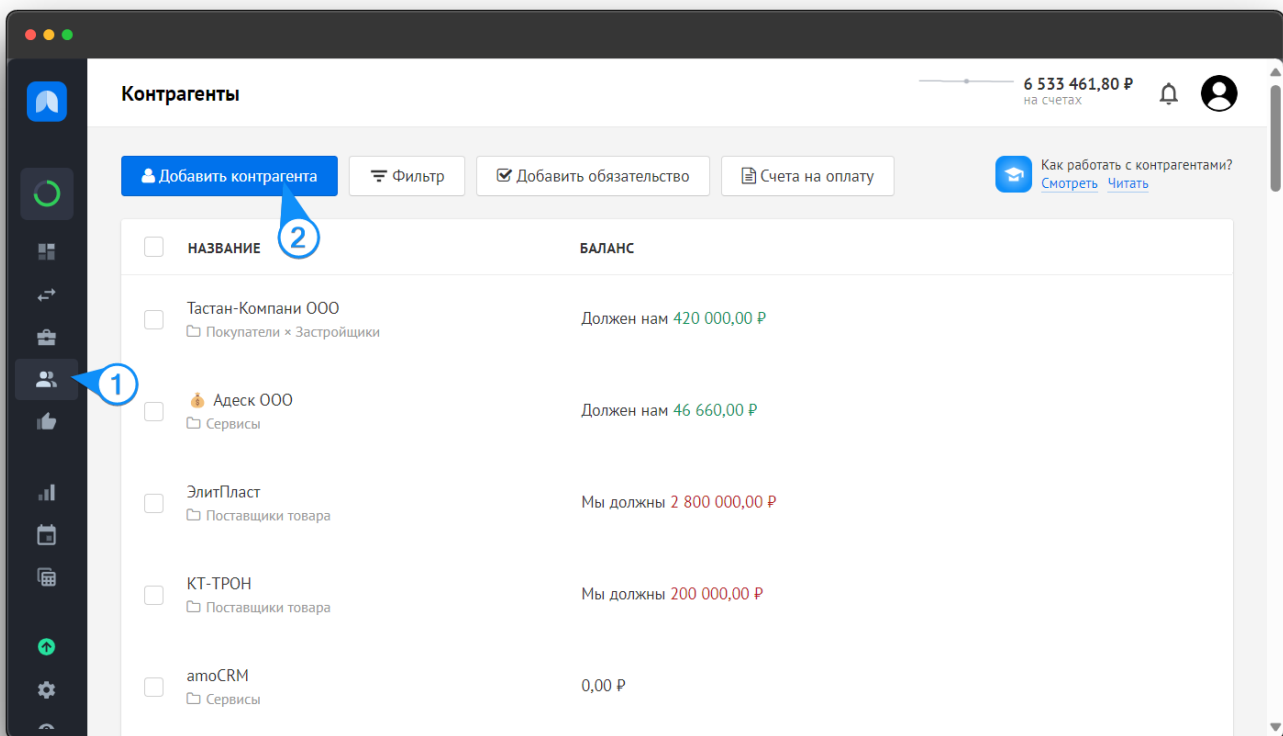 Контрагенты
6 533 461,80 ₽
на счетах
Добавить контрагента
Фильтр
Добавить обязательство
Счета на оплату
Как работать с контрагентами?
Смотреть Читать
2
НАЗВАНИЕ БАЛАНС
Тастан-Компани ООО
Покупатели × Застройщики
Должен нам 420 000,00 ₽
1
Адеск ООО
Сервисы
Должен нам 46 660,00 ₽
ЭлитПласт
Поставщики товара
Мы должны 2 800 000,00 ₽
КТ-ТРОН
Поставщики товара
Мы должны 200 000,00 ₽
amoCRM
Сервисы
0,00 ₽